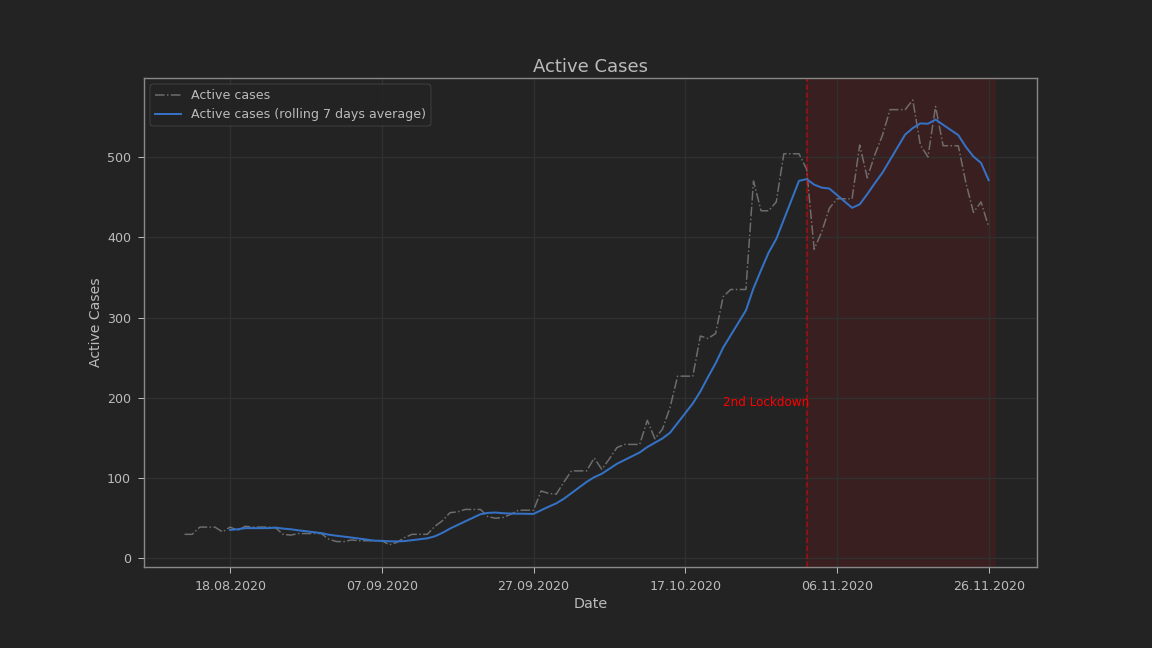 Active Cases
Active cases
Active cases (rolling 7 days average)
500
400
300
200
100
0
Active Cases
2nd Lockdown
18.08.2020 07.09.2020 27.09.2020 17.10.2020 06.11.2020 26.11.2020
Date